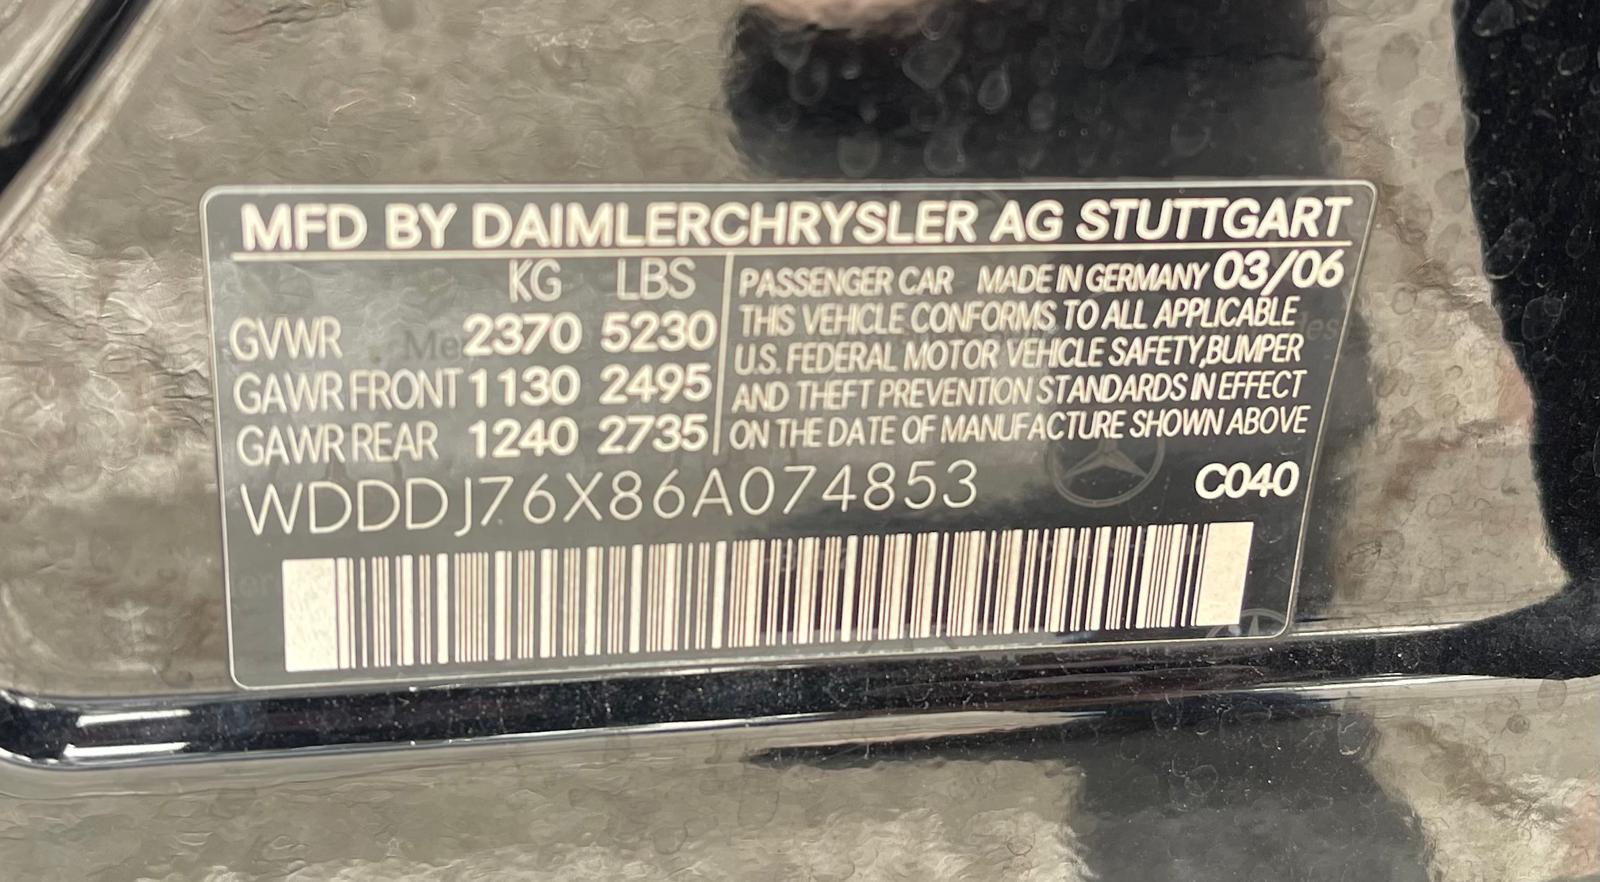 MFD BY DAIMLERCHRYSLER AG STUTTGART
KG LBS
GVWR 2370 5230
GAWR FRONT 1130 2495
GAWR REAR 1240 2735
PASSENGER CAR MADE IN GERMANY 03/06
THIS VEHICLE CONFORMS TO ALL APPLICABLE
U.S. FEDERAL MOTOR VEHICLE SAFETY, BUMPER
AND THEFT PREVENTION STANDARDS IN EFFECT
ON THE DATE OF MANUFACTURE SHOWN ABOVE
WDDDJ76X86A074853
C040